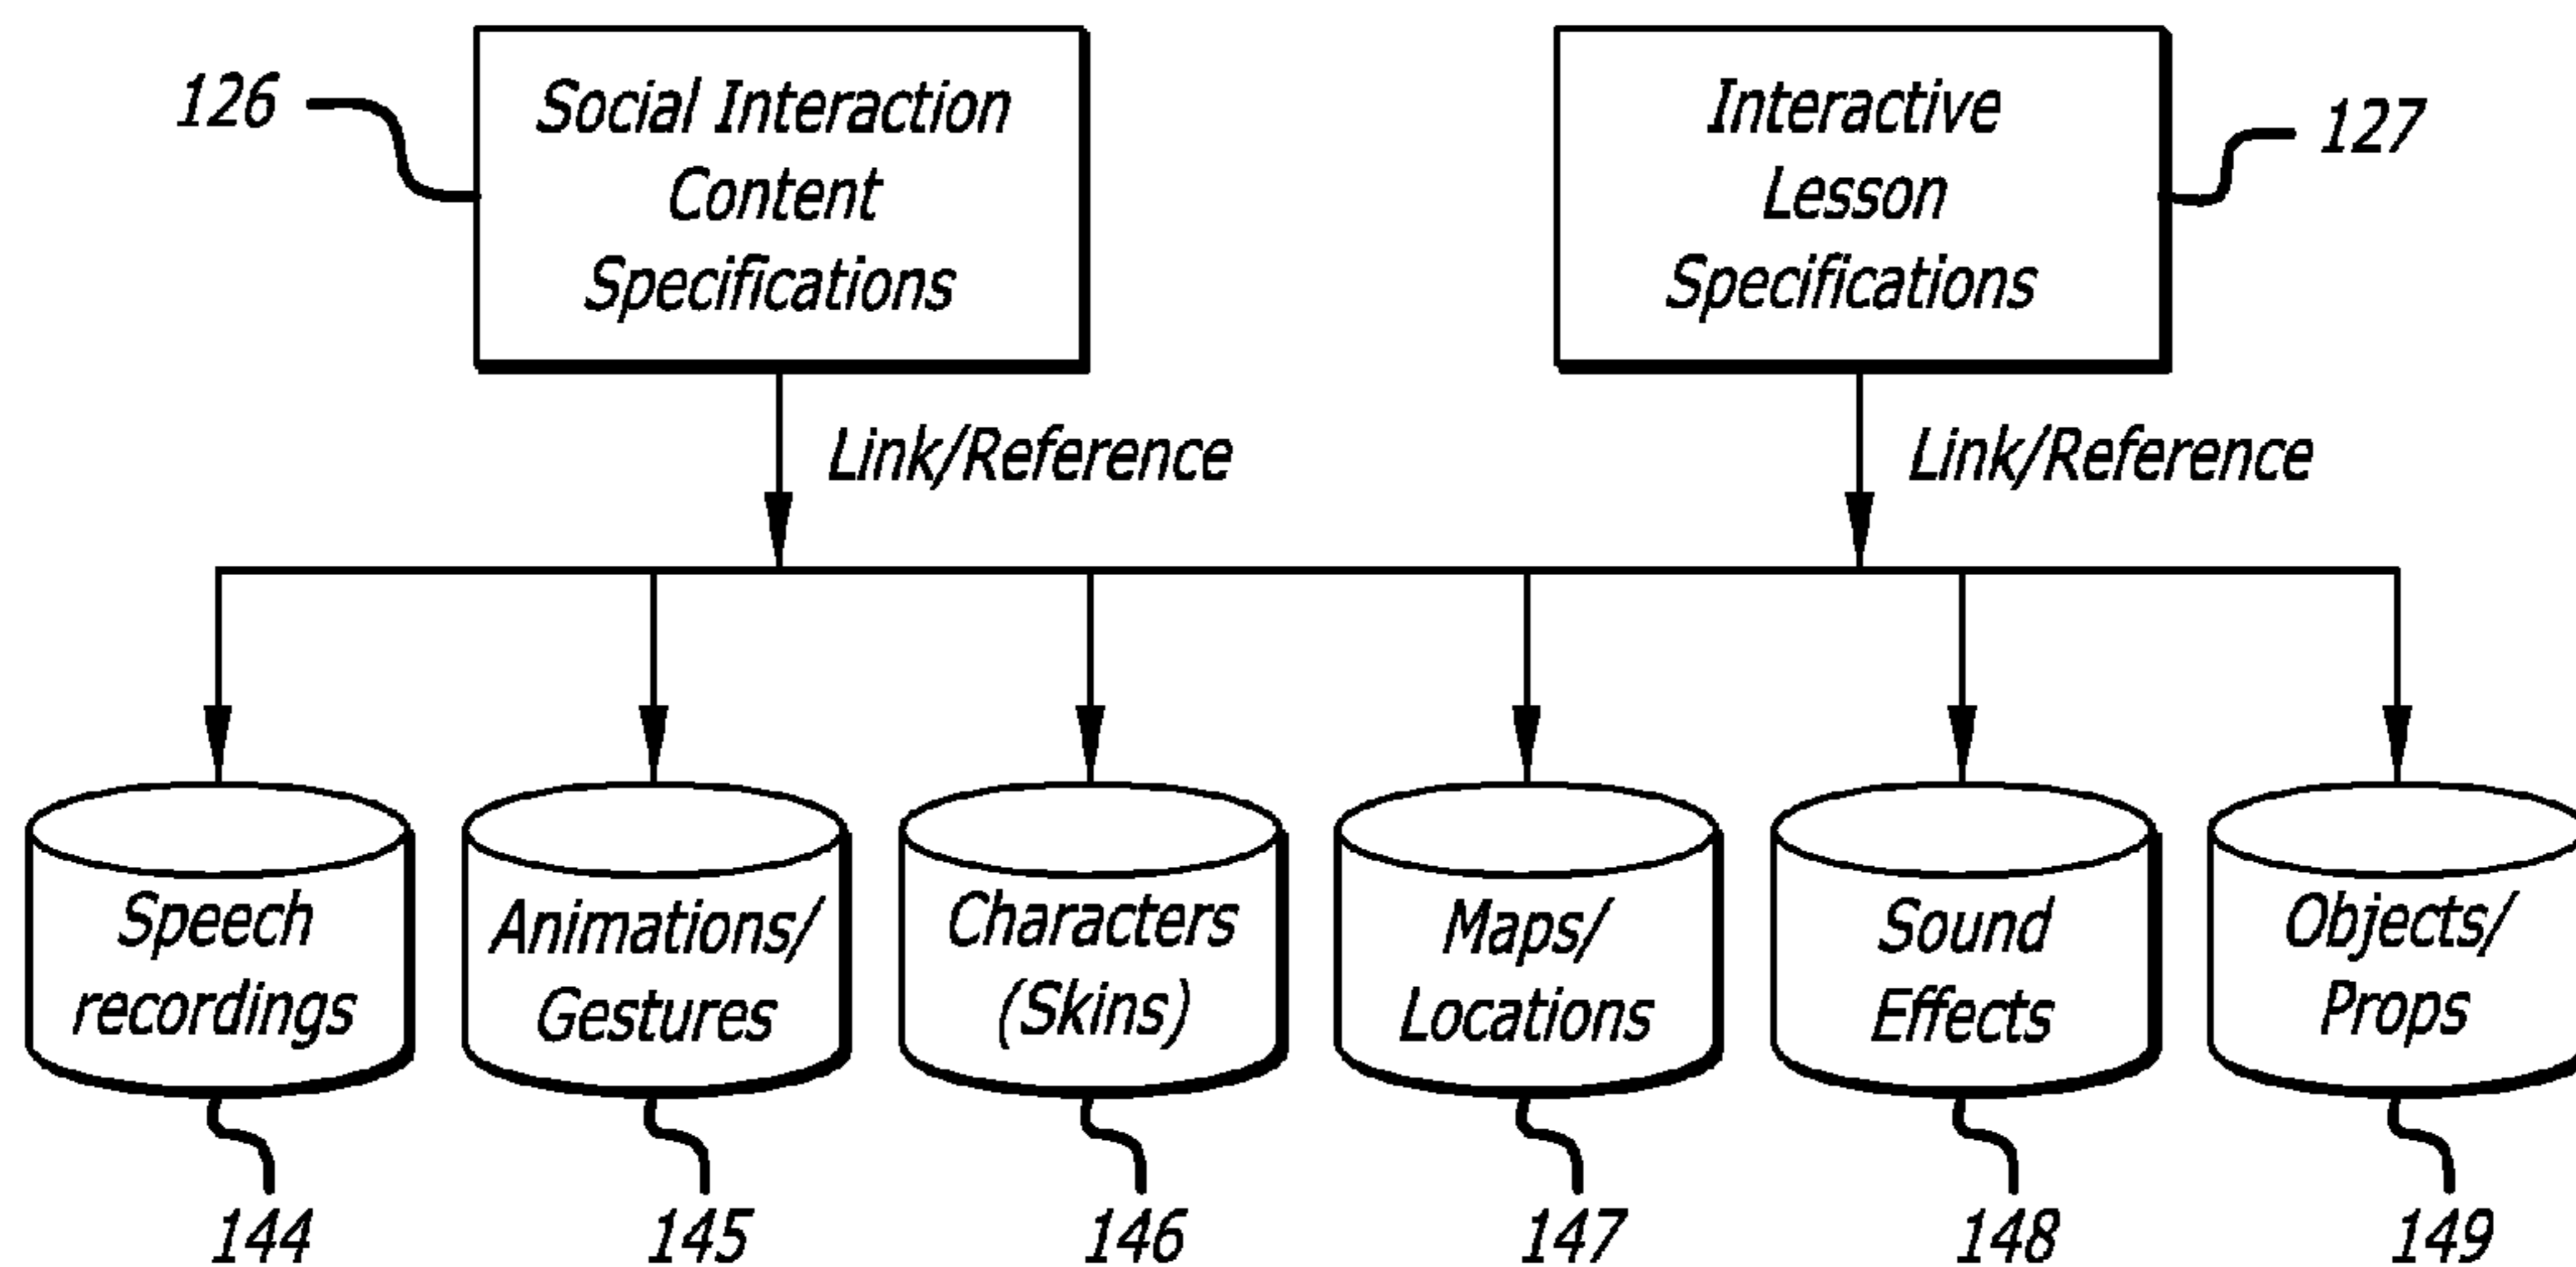 126
Social Interaction
Content
Specifications
Interactive
Lesson
Specifications
127
Link/Reference
Link/Reference
Speech
recordings
Animations/
Gestures
Characters
(Skins)
Maps/
Locations
Sound
Effects
Objects/
Props
144
145
146
147
148
149